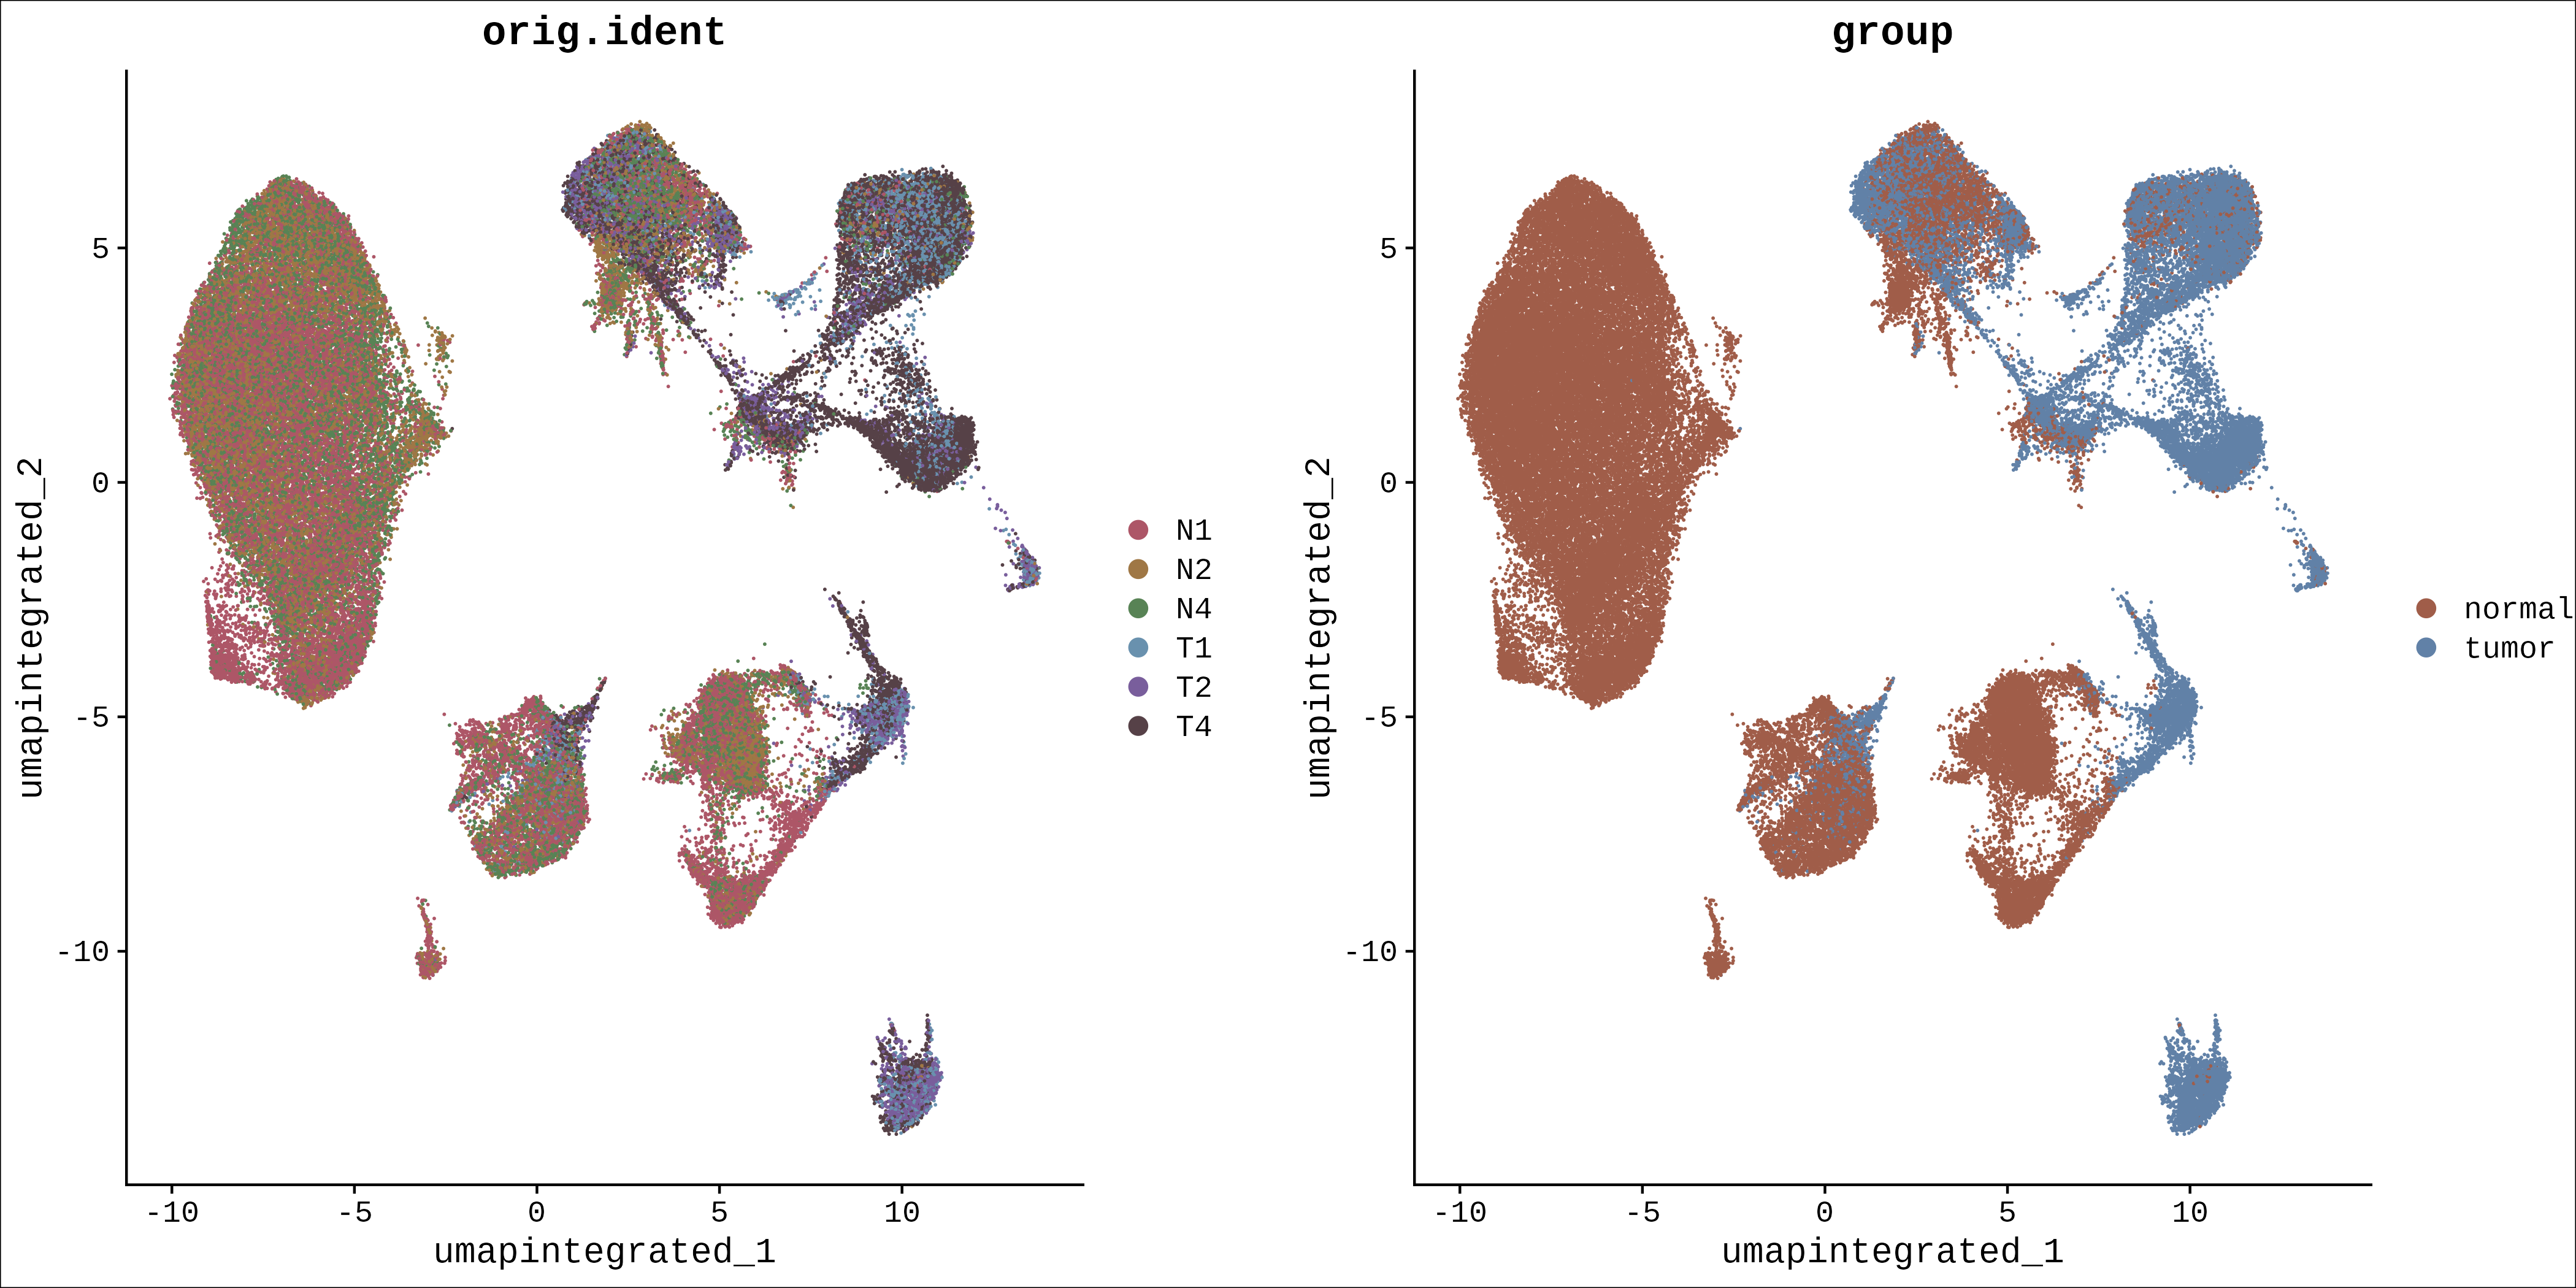 orig.ident
umapintegrated_2
5
0
-5
-10
-10
-5
0
5
10
umapintegrated_1
N1
N2
N4
T1
T2
T4
group
umapintegrated_2
5
0
-5
-10
-10
-5
0
5
10
umapintegrated_1
normal
tumor